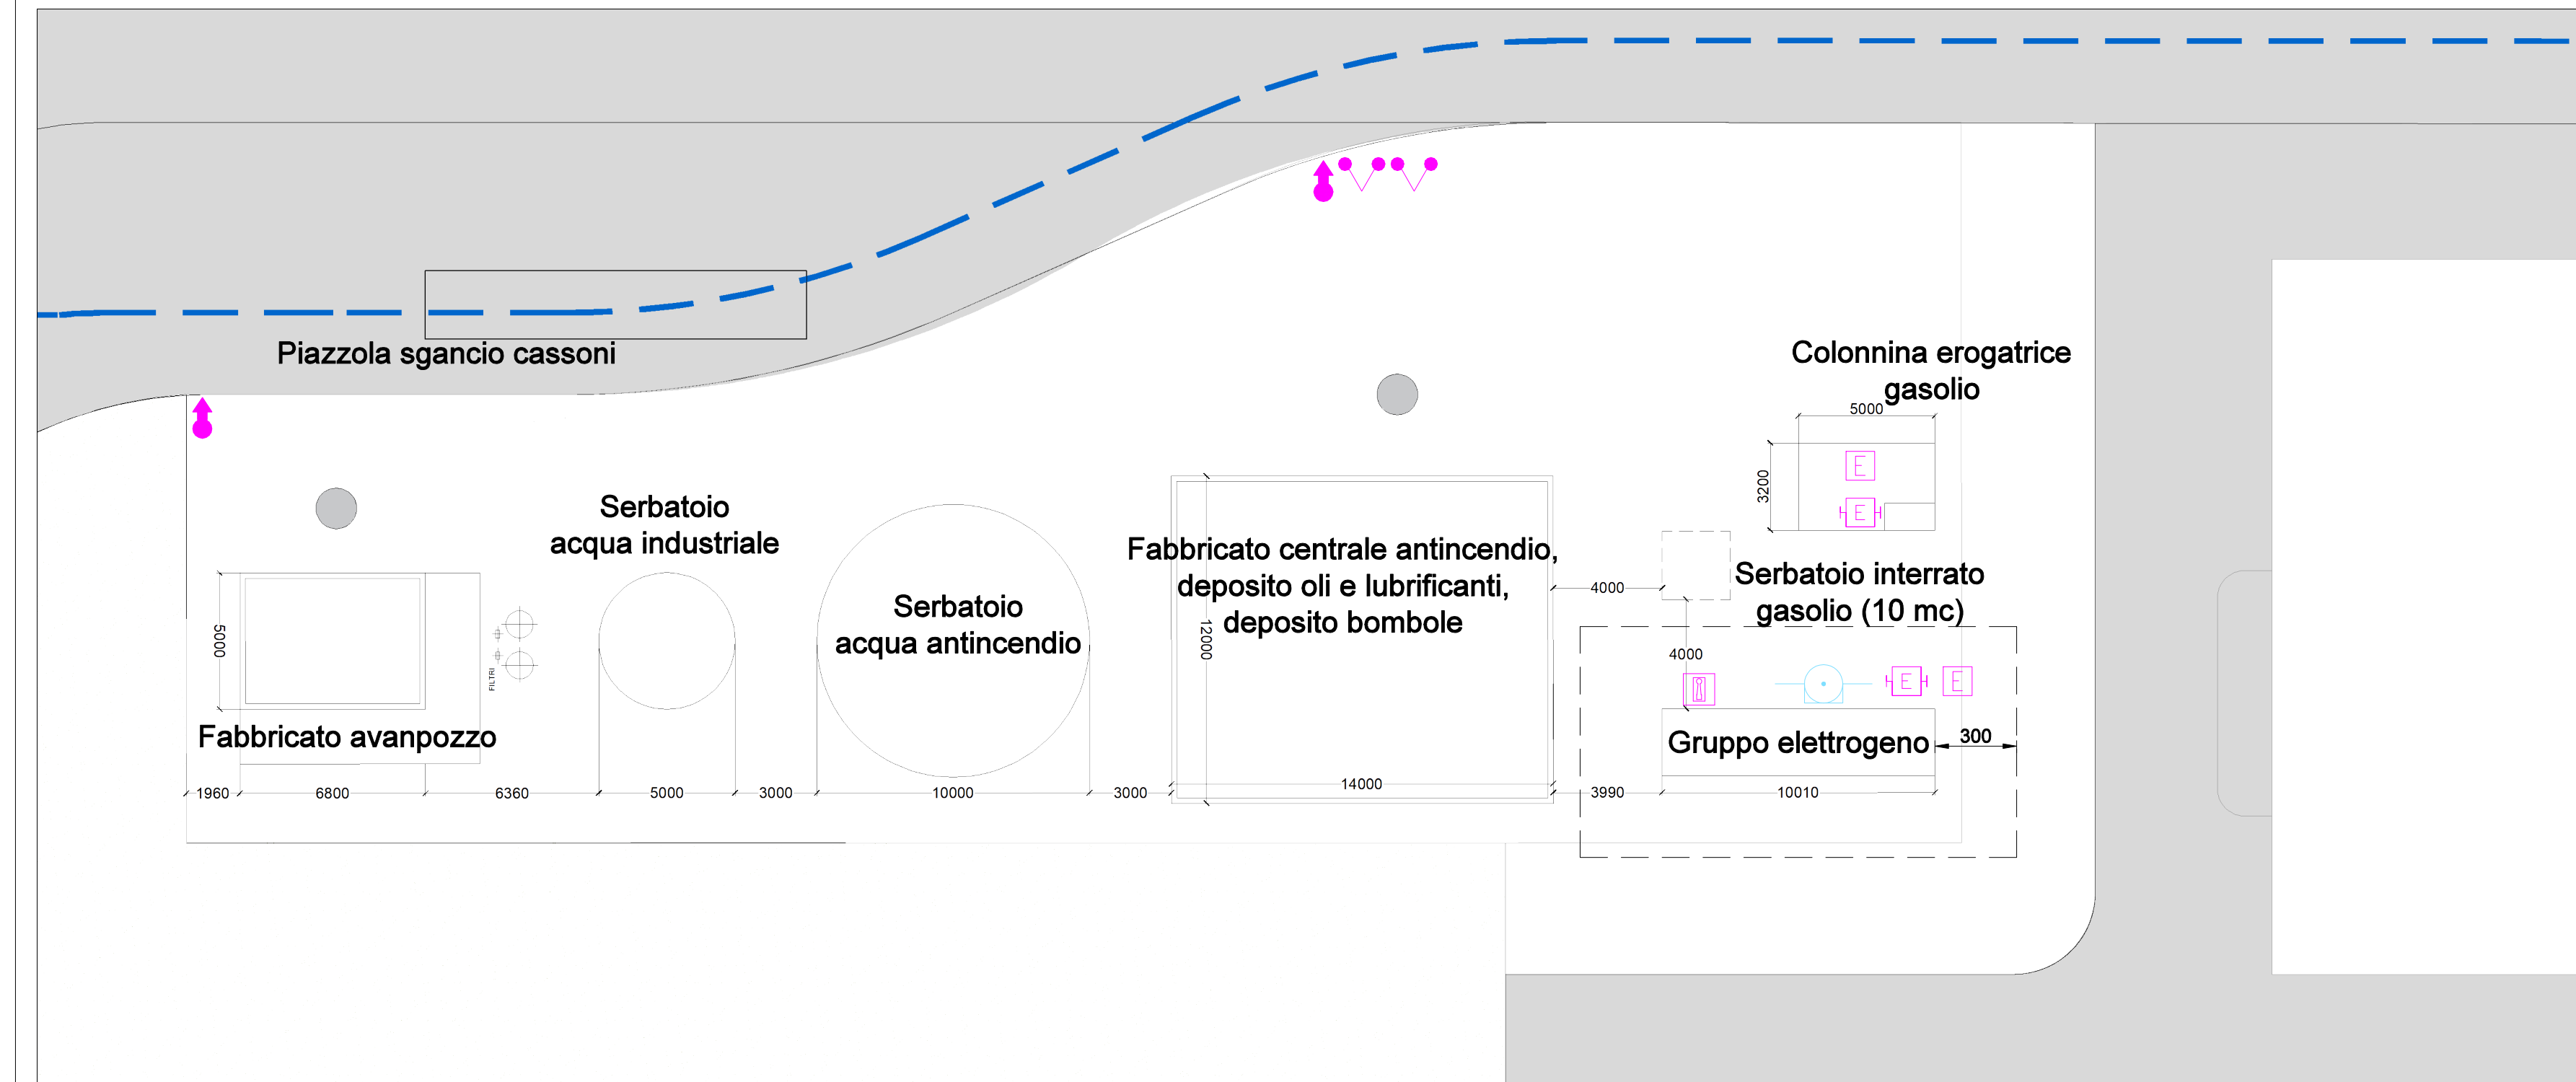 Piazzola sgancio cassoni
Colonnina erogatrice
gasolio
5000
3200
E
E
Serbatoio
acqua industriale
Serbatoio
acqua antincendio
Fabbricato centrale antincendio,
deposito oli e lubrificanti,
deposito bombole
12000
14000
4000
Serbatoio interrato
gasolio (10 mc)
4000
E
E
Gruppo elettrogeno
300
5000
FILTRI
Fabbricato avanpozzo
1960
6800
6360
5000
3000
10000
3000
3990
10010